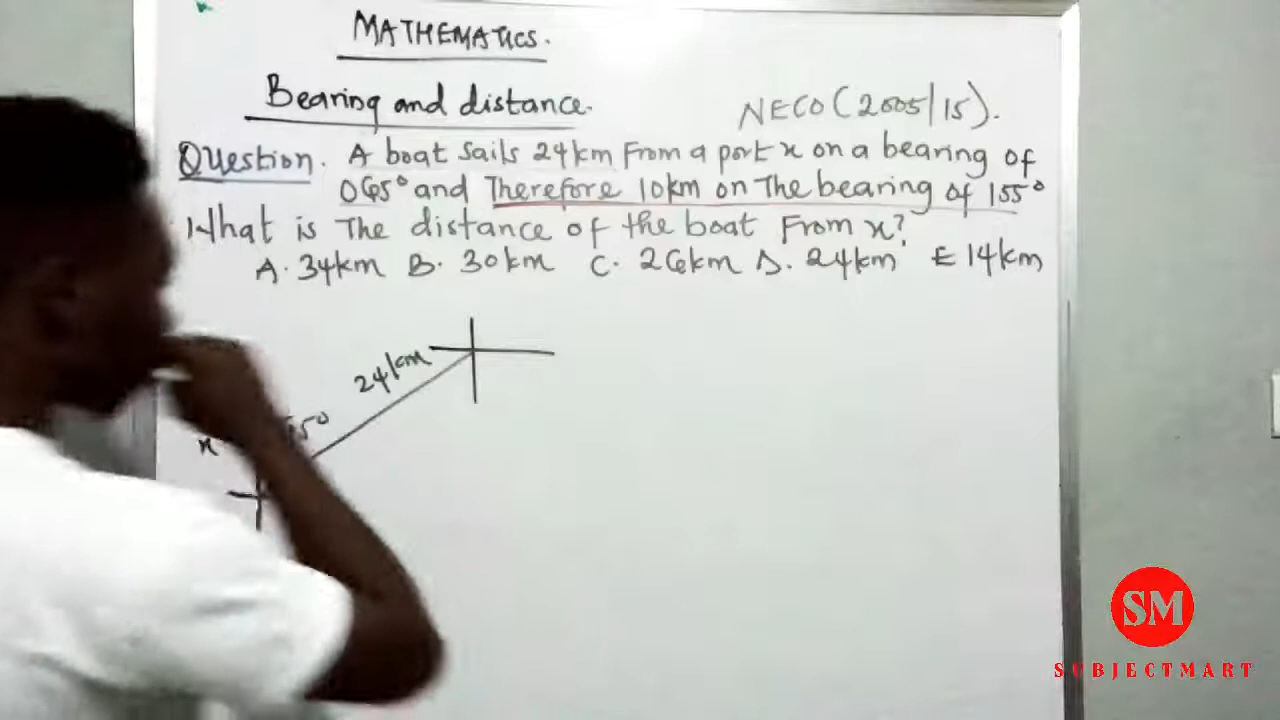 MATHEMATICS.
Bearing and distance.
NECO (2005/15).
Question. A boat sails 24km From a port x on a bearing of
065° and Therefore 10km on The bearing of 155°
What is The distance of the boat From x?
A. 34km B. 30km C. 26km D. 24km E 14km
24km
65°
x
SM
SUBJECTMART